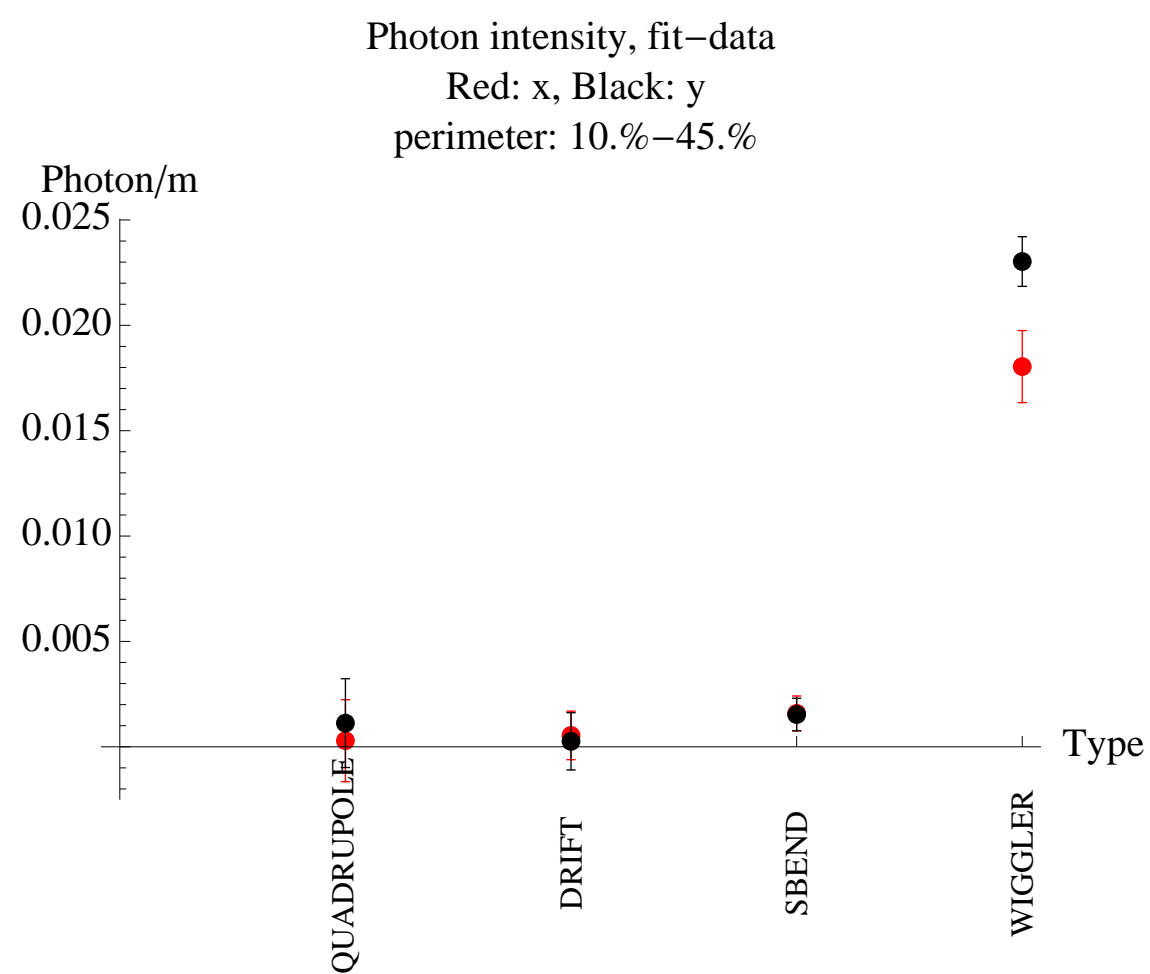 Photon intensity, fit−data
Red: x, Black: y
perimeter: 10.%−45.%
Photon/m
0.025
0.020
0.015
0.010
0.005
Type
QUADRUPOLE
DRIFT
SBEND
WIGGLER